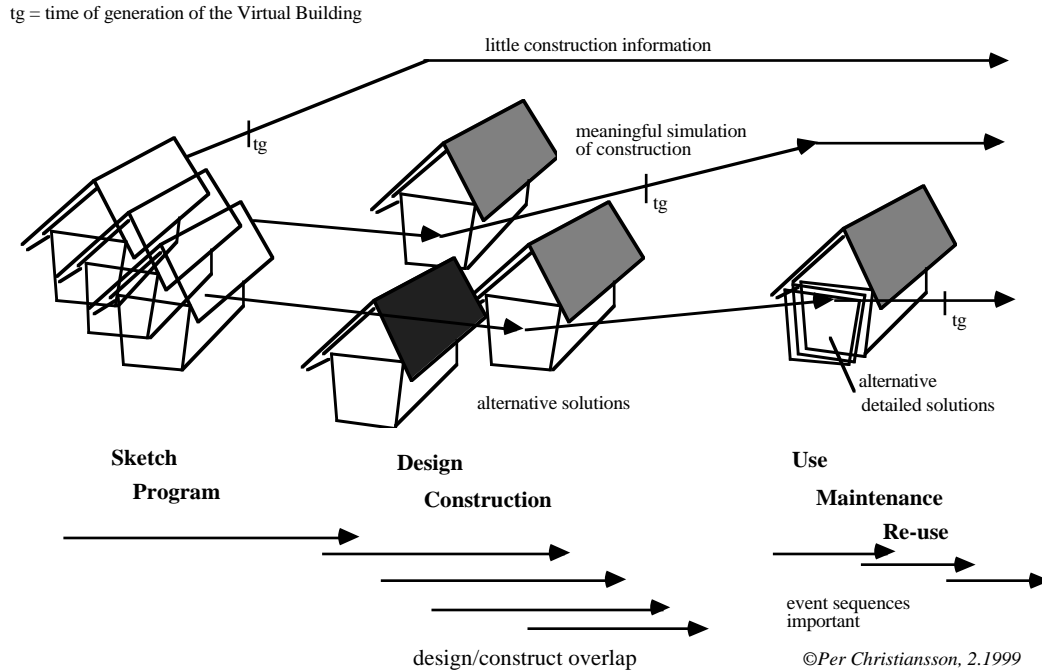 tg = time of generation of the Virtual Building
little construction information
tg
meaningful simulation
of construction
tg
tg
alternative solutions
alternative
detailed solutions
Sketch
Program
Design
Construction
Use
Maintenance
Re-use
event sequences
important
design/construct overlap
©Per Christiansson, 2.1999